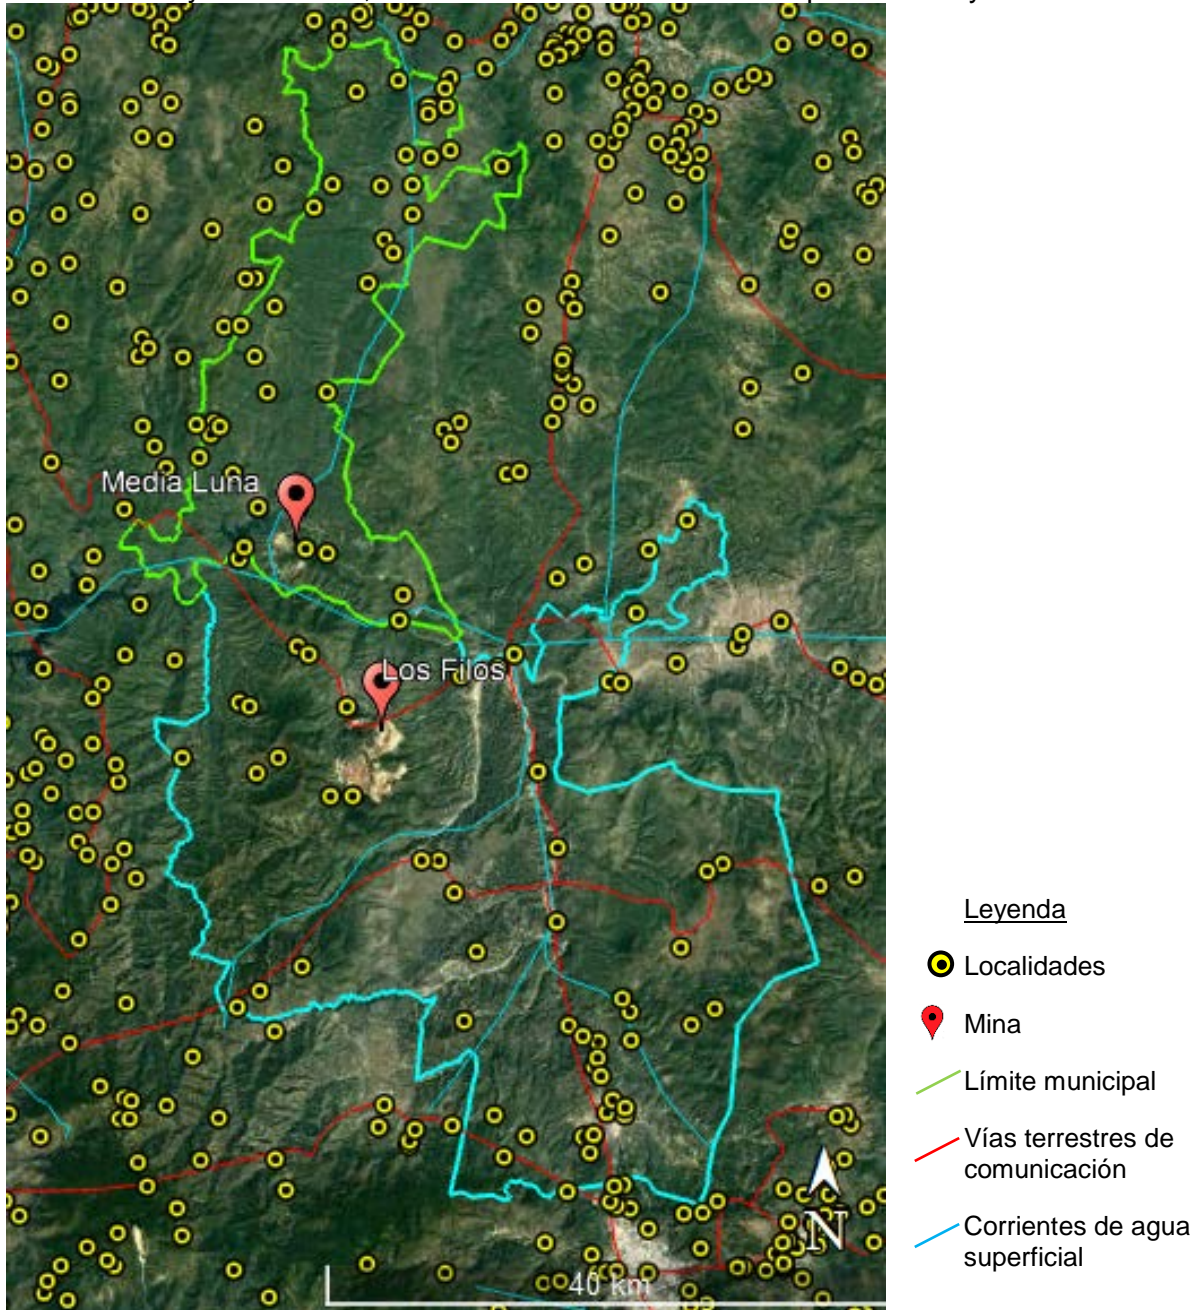 Media Luna
Los Filos
N
40 km
Leyenda
Localidades
Mina
Límite municipal
Vías terrestres de
comunicación
Corrientes de agua
superficial